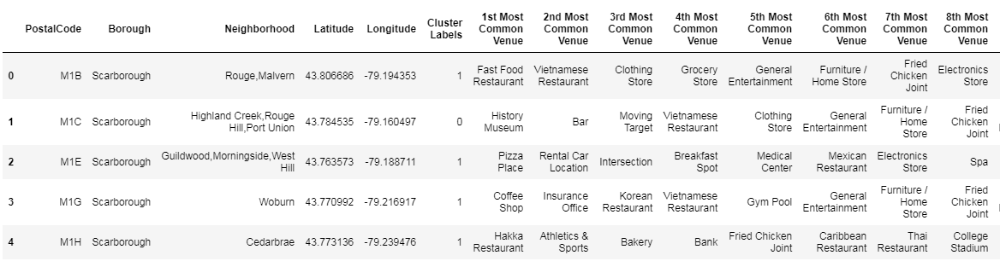 PostalCode Borough Neighborhood Latitude Longitude Cluster Labels 1st Most Common Venue 2nd Most Common Venue 3rd Most Common Venue 4th Most Common Venue 5th Most Common Venue 6th Most Common Venue 7th Most Common Venue 8th Most Common Venue
0 M1B Scarborough Rouge,Malvern 43.806686 -79.194353 1 Fast Food Restaurant Vietnamese Restaurant Clothing Store Grocery Store General Entertainment Furniture / Home Store Fried Chicken Joint Electronics Store
1 M1C Scarborough Highland Creek,Rouge Hill,Port Union 43.784535 -79.160497 0 History Museum Bar Moving Target Vietnamese Restaurant Clothing Store General Entertainment Furniture / Home Store Fried Chicken Joint
2 M1E Scarborough Guildwood,Morningside,West Hill 43.763573 -79.188711 1 Pizza Place Rental Car Location Intersection Breakfast Spot Medical Center Mexican Restaurant Electronics Store Spa
3 M1G Scarborough Woburn 43.770992 -79.216917 1 Coffee Shop Insurance Office Korean Restaurant Vietnamese Restaurant Gym Pool General Entertainment Furniture / Home Store Fried Chicken Joint
4 M1H Scarborough Cedarbrae 43.773136 -79.239476 1 Hakka Restaurant Athletics & Sports Bakery Bank Fried Chicken Joint Caribbean Restaurant Thai Restaurant College Stadium